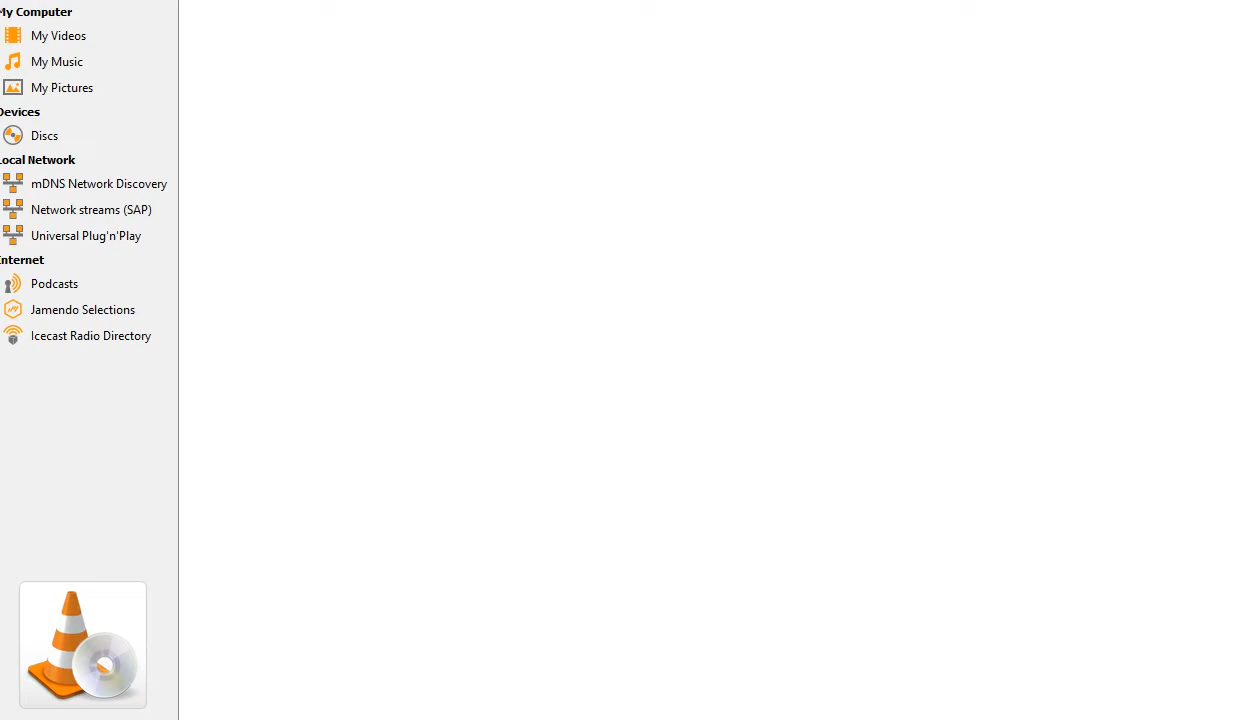 My Computer
My Videos
My Music
My Pictures
Devices
Discs
Local Network
mDNS Network Discovery
Network streams (SAP)
Universal Plug'n'Play
Internet
Podcasts
Jamendo Selections
Icecast Radio Directory